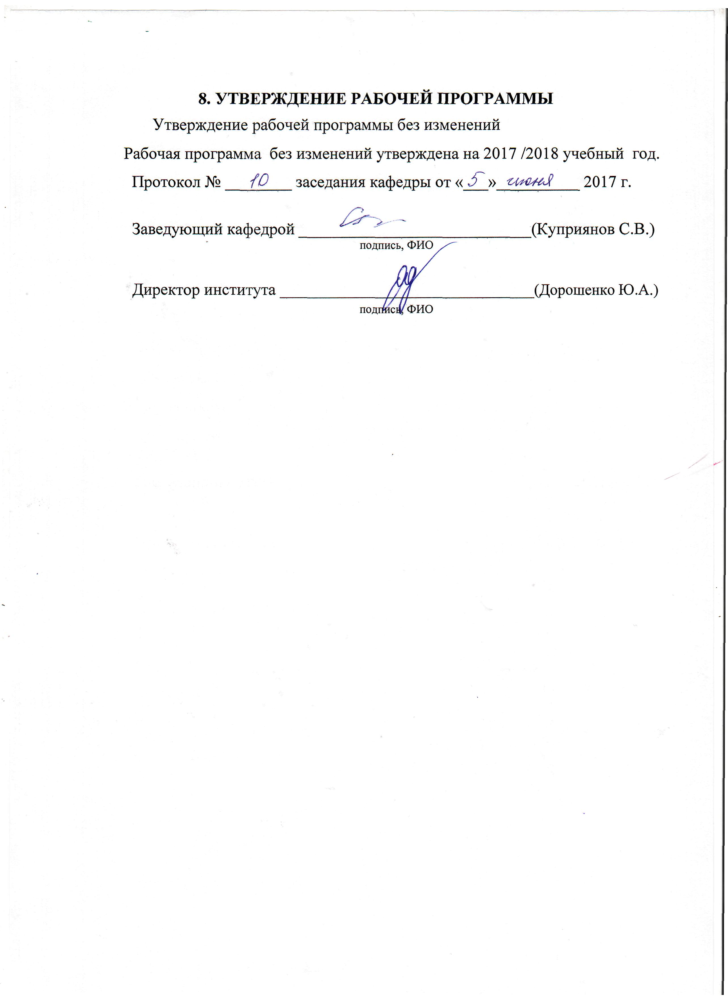 8. УТВЕРЖДЕНИЕ РАБОЧЕЙ ПРОГРАММЫ
Утверждение рабочей программы без изменений
Рабочая программа без изменений утверждена на 2017 /2018 учебный год.
Протокол № 10 заседания кафедры от «5» июня 2017 г.
Заведующий кафедрой (Куприянов С.В.)
подпись, ФИО
Директор института (Дорошенко Ю.А.)
подпись, ФИО